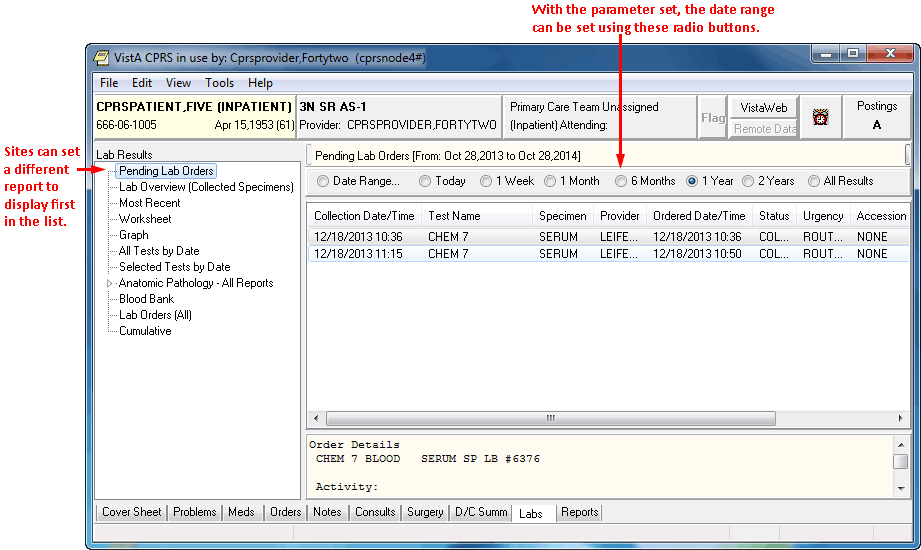 With the parameter set, the date range
can be set using these radio buttons.
VistA CPRS in use by: Cprsprovider,Fortytwo (cprsnode4#)
File Edit View Tools Help
CPRSPATIENT,FIVE (INPATIENT)
666-06-1005 Apr 15,1953 (61)
3N SR AS-1
Provider: CPRSPROVIDER,FORTYTWO
Primary Care Team Unassigned
(Inpatient) Attending:
Flag
VistaWeb
Remote Data
Postings
A
Sites can set
a different
report to
display first
in the list.
Lab Results
Pending Lab Orders
Lab Overview (Collected Specimens)
Most Recent
Worksheet
Graph
All Tests by Date
Selected Tests by Date
Anatomic Pathology - All Reports
Blood Bank
Lab Orders (All)
Cumulative
Pending Lab Orders [From: Oct 28,2013 to Oct 28,2014]
Date Range... Today 1 Week 1 Month 6 Months 1 Year 2 Years All Results
Collection Date/Time Test Name Specimen Provider Ordered Date/Time Status Urgency Accession
12/18/2013 10:36 CHEM 7 SERUM LEIFE... 12/18/2013 10:36 COL... ROUT... NONE
12/18/2013 11:15 CHEM 7 SERUM LEIFE... 12/18/2013 10:50 COL... ROUT... NONE
Order Details
CHEM 7 BLOOD SERUM SP LB #6376
Activity:
Cover Sheet Problems Meds Orders Notes Consults Surgery D/C Summ Labs Reports